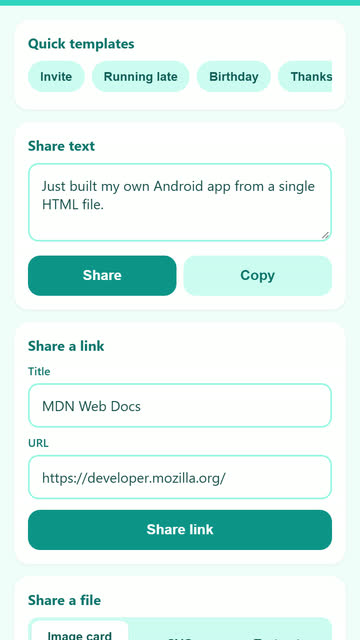 Quick templates
Invite
Running late
Birthday
Thanks
Share text
Just built my own Android app from a single
HTML file.
Share
Copy
Share a link
Title
MDN Web Docs
URL
https://developer.mozilla.org/
Share link
Share a file
Image card